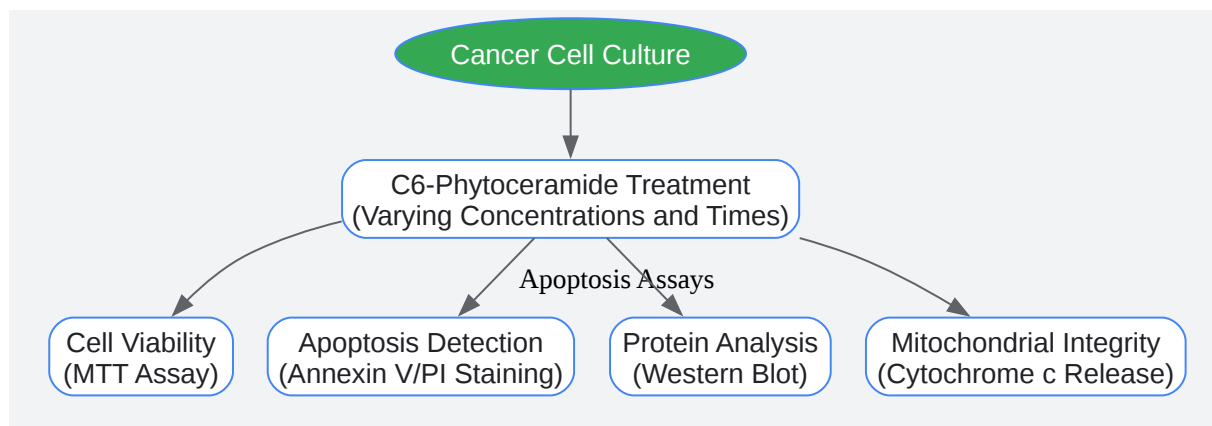 Cancer Cell Culture
C6-Phytoceramide Treatment
(Varying Concentrations and Times)
Apoptosis Assays
Cell Viability
(MTT Assay)
Apoptosis Detection
(Annexin V/PI Staining)
Protein Analysis
(Western Blot)
Mitochondrial Integrity
(Cytochrome c Release)